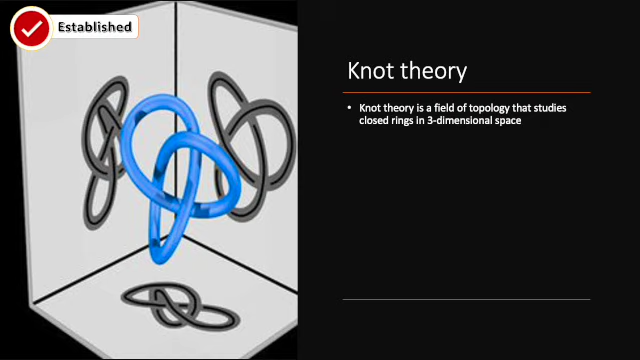 Established
Knot theory
• Knot theory is a field of topology that studies
closed rings in 3-dimensional space